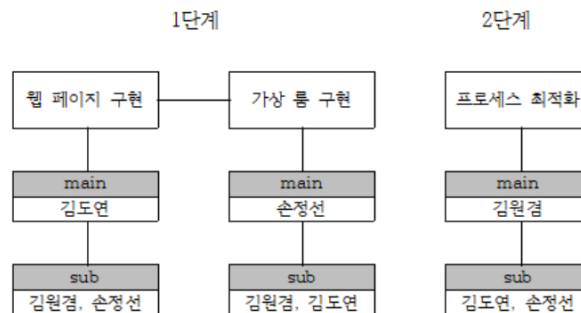 1단계 2단계
웹 페이지 구현 가상 룸 구현 프로세스 최적화
main main main
김도연 손정선 김원겸
sub sub sub
김원겸, 손정선 김원겸, 김도연 김도연, 손정선